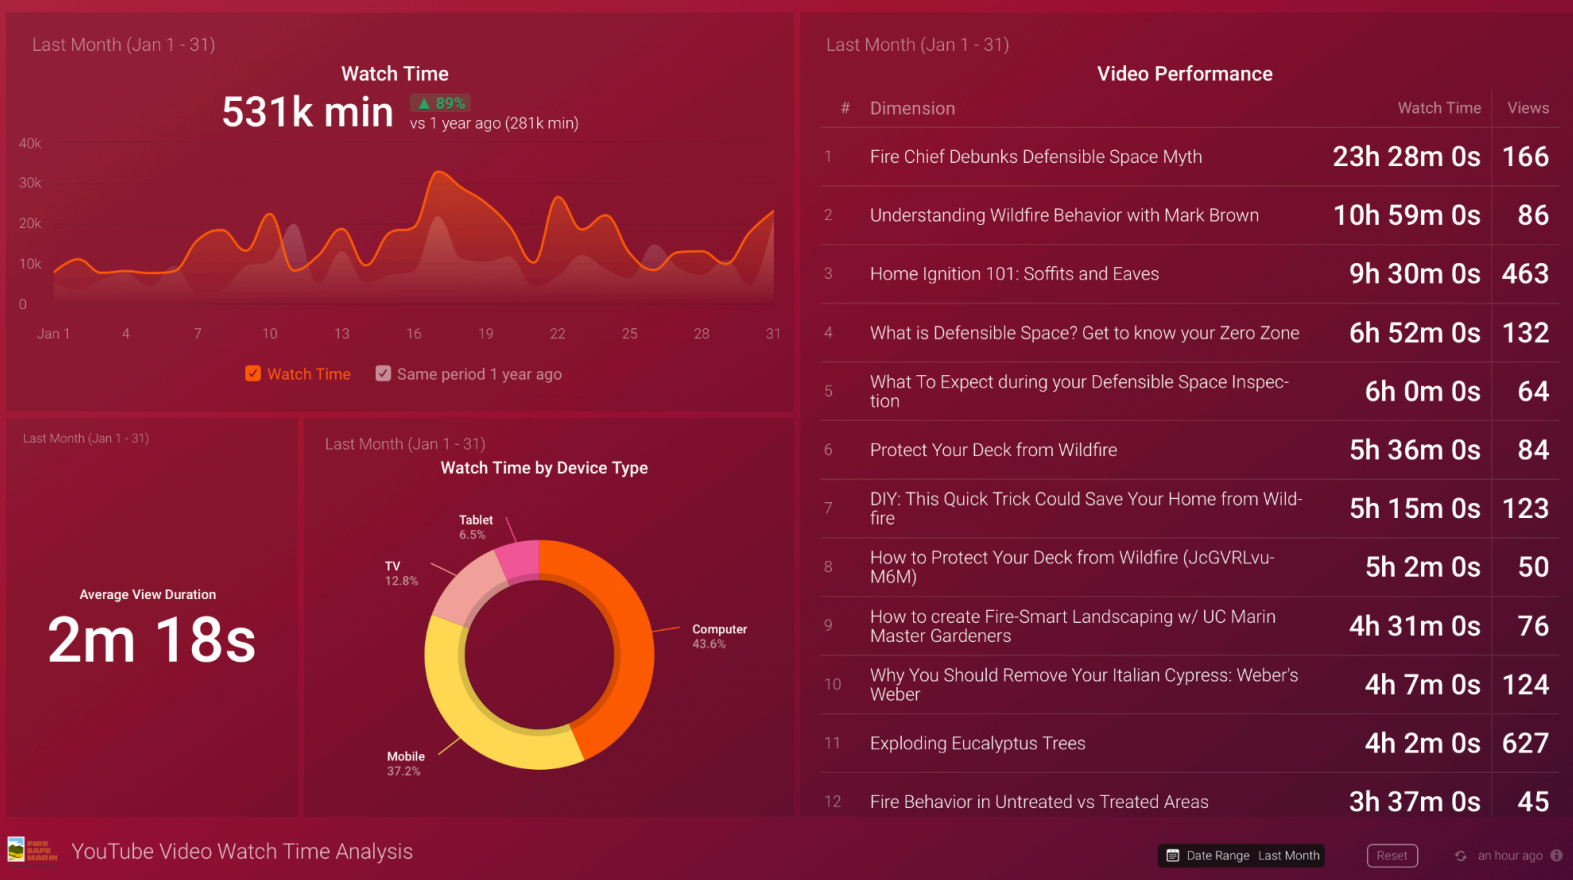 Last Month (Jan 1 - 31)
Watch Time
531k min
▲ 89%
vs 1 year ago (281k min)
40k
30k
20k
10k
0
Jan 1 4 7 10 13 16 19 22 25 28 31
Watch Time Same period 1 year ago
Last Month (Jan 1 - 31)
Average View Duration
2m 18s
Last Month (Jan 1 - 31)
Watch Time by Device Type
Tablet
6.5%
TV
12.8%
Computer
43.6%
Mobile
37.2%
Last Month (Jan 1 - 31)
Video Performance
# Dimension Watch Time Views
1 Fire Chief Debunks Defensible Space Myth 23h 28m 0s 166
2 Understanding Wildfire Behavior with Mark Brown 10h 59m 0s 86
3 Home Ignition 101: Soffits and Eaves 9h 30m 0s 463
4 What is Defensible Space? Get to know your Zero Zone 6h 52m 0s 132
5 What To Expect during your Defensible Space Inspec-
tion 6h 0m 0s 64
6 Protect Your Deck from Wildfire 5h 36m 0s 84
7 DIY: This Quick Trick Could Save Your Home from Wild-
fire 5h 15m 0s 123
8 How to Protect Your Deck from Wildfire (JcGVRLvu-
M6M) 5h 2m 0s 50
9 How to create Fire-Smart Landscaping w/ UC Marin
Master Gardeners 4h 31m 0s 76
10 Why You Should Remove Your Italian Cypress: Weber's
Weber 4h 7m 0s 124
11 Exploding Eucalyptus Trees 4h 2m 0s 627
12 Fire Behavior in Untreated vs Treated Areas 3h 37m 0s 45
FIRE
SAFE
MARIN
YouTube Video Watch Time Analysis
Date Range Last Month
Reset
an hour ago